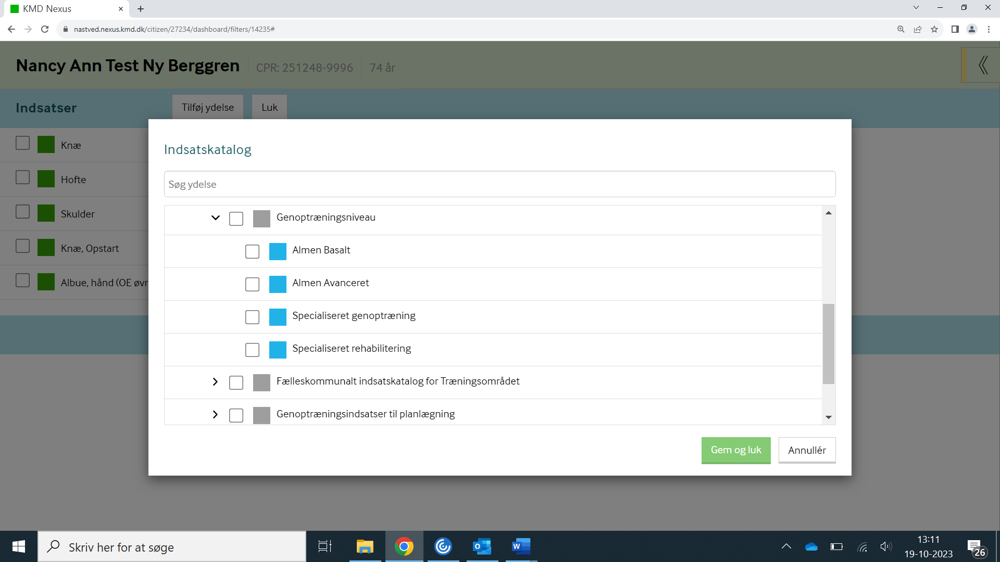 KMD Nexus
nastved.nexus.kmd.dk/citizen/27234/dashboard/filters/14235#
Nancy Ann Test Ny Berggren CPR: 251248-9996 74 år
Indsatser Tilføj ydelse Luk
Knæ
Hofte
Skulder
Knæ, Opstart
Albue, hånd (OE øvr
Indsatskatalog
Søg ydelse
Genoptræningsniveau
Almen Basalt
Almen Avanceret
Specialiseret genoptræning
Specialiseret rehabilitering
Fælleskommunalt indsatskatalog for Træningsområdet
Genoptræningsindsatser til planlægning
Gem og luk Annullér
Skriv her for at søge
13:11
19-10-2023
26